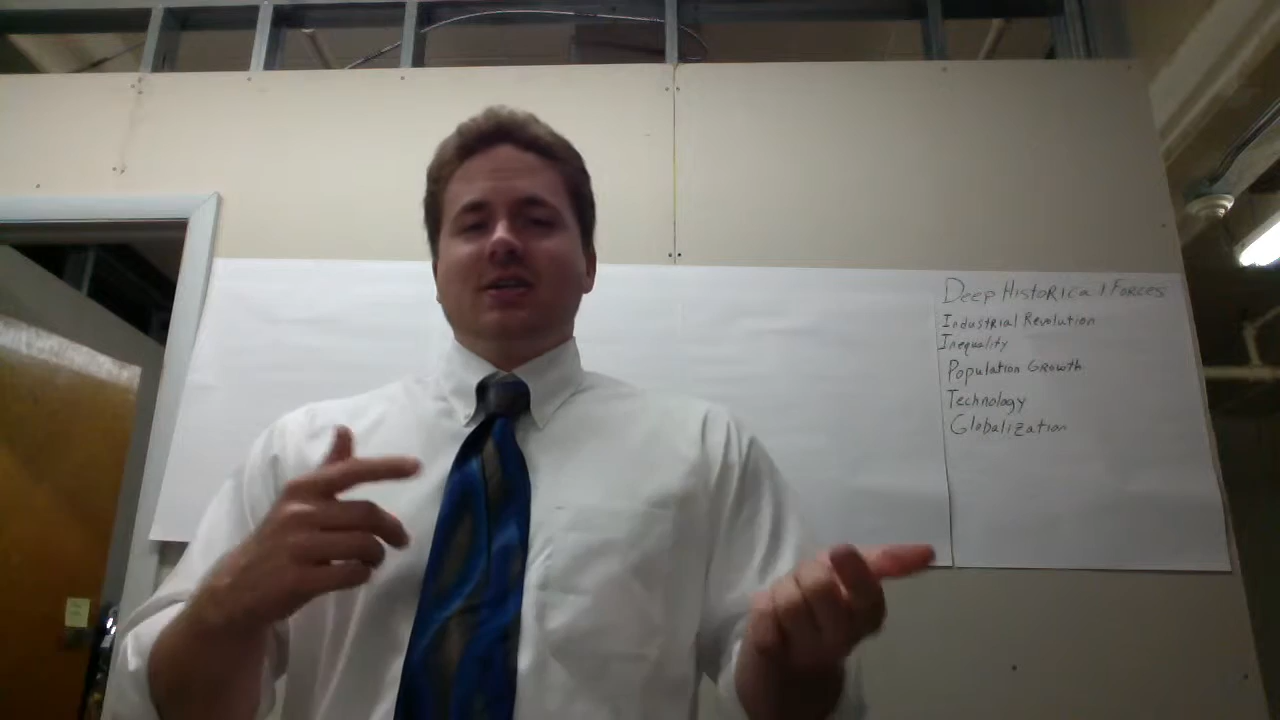 Deep Historical Forces
Industrial Revolution
Inequality
Population Growth
Technology
Globalization